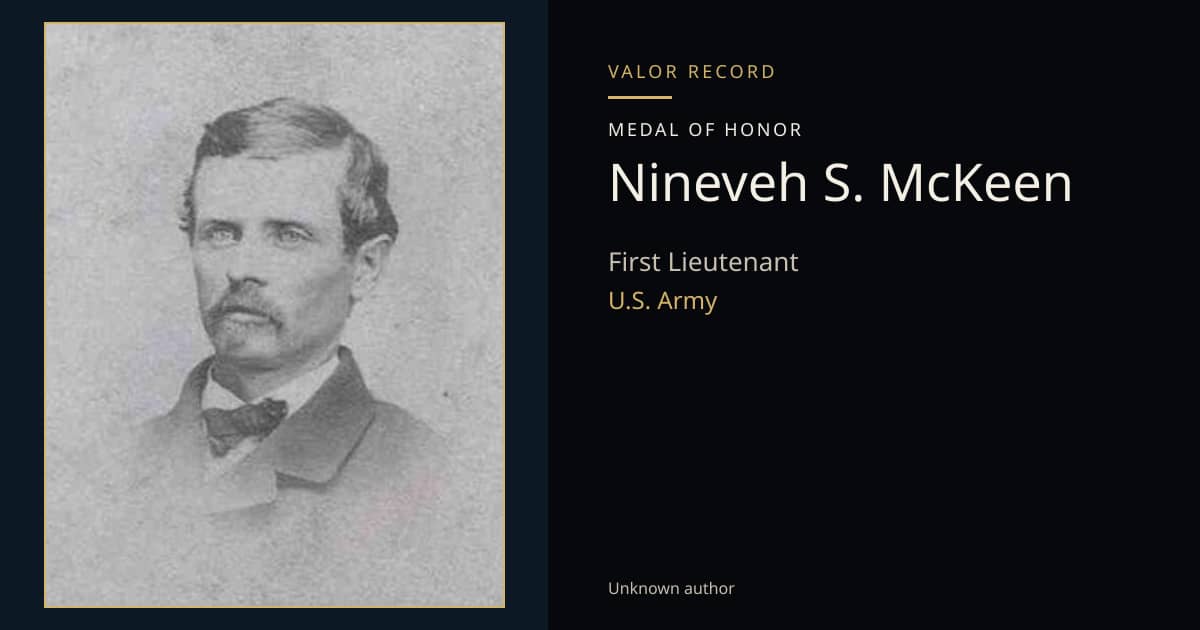 VALOR RECORD
MEDAL OF HONOR
Nineveh S. McKeen
First Lieutenant
U.S. Army
Unknown author